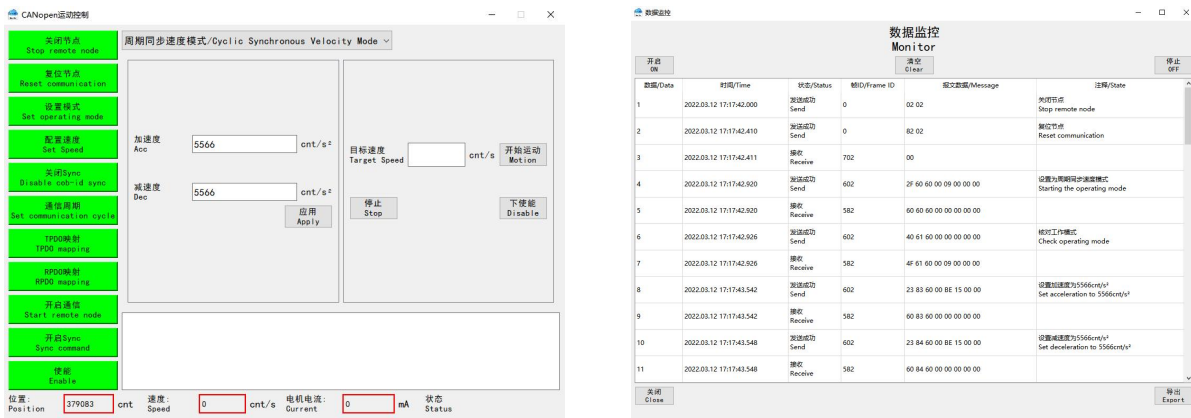 CANopen运动控制
关闭节点
Stop remote node
复位节点
Reset communication
设置模式
Set operating mode
配置速度
Set Speed
关闭Sync
Disable cob-id sync
通信周期
Set communication cycle
TPDO映射
TPDO mapping
RPDO映射
RPDO mapping
开启通信
Start remote node
开启Sync
Sync command
使能
Enable
周期同步速度模式/Cyclic Synchronous Velocity Mode
加速度
Acc
5566
cnt/s²
减速度
Dec
5566
cnt/s²
应用
Apply
目标速度
Target Speed
cnt/s
开始运动
Motion
停止
Stop
下使能
Disable
位置:
Position
379083
cnt
速度:
Speed
0
cnt/s
电机电流:
Current
0
mA
状态
Status
数据监控
数据监控
Monitor
开启
ON
清空
Clear
停止
OFF
数据/Data 时间/Time 状态/Status 帧ID/Frame ID 报文数据/Message 注释/State
1 2022.03.12 17:17:42.000 发送成功 Send 0 02 02 关闭节点 Stop remote node
2 2022.03.12 17:17:42.410 发送成功 Send 0 82 02 复位节点 Reset communication
3 2022.03.12 17:17:42.411 接收 Receive 702 00
4 2022.03.12 17:17:42.920 发送成功 Send 602 2F 60 60 00 09 00 00 00 设置为周期同步速度模式 Starting the operating mode
5 2022.03.12 17:17:42.920 接收 Receive 582 60 60 60 00 00 00 00 00
6 2022.03.12 17:17:42.926 发送成功 Send 602 40 61 60 00 00 00 00 00 核对工作模式 Check operating mode
7 2022.03.12 17:17:42.926 接收 Receive 582 4F 61 60 00 09 00 00 00
8 2022.03.12 17:17:43.542 发送成功 Send 602 23 83 60 00 BE 15 00 00 设置加速度为5566cnt/s² Set acceleration to 5566cnt/s²
9 2022.03.12 17:17:43.542 接收 Receive 582 60 83 60 00 00 00 00 00
10 2022.03.12 17:17:43.548 发送成功 Send 602 23 84 60 00 BE 15 00 00 设置减速度为5566cnt/s² Set deceleration to 5566cnt/s²
11 2022.03.12 17:17:43.548 接收 Receive 582 60 84 60 00 00 00 00 00
关闭
Close
导出
Export